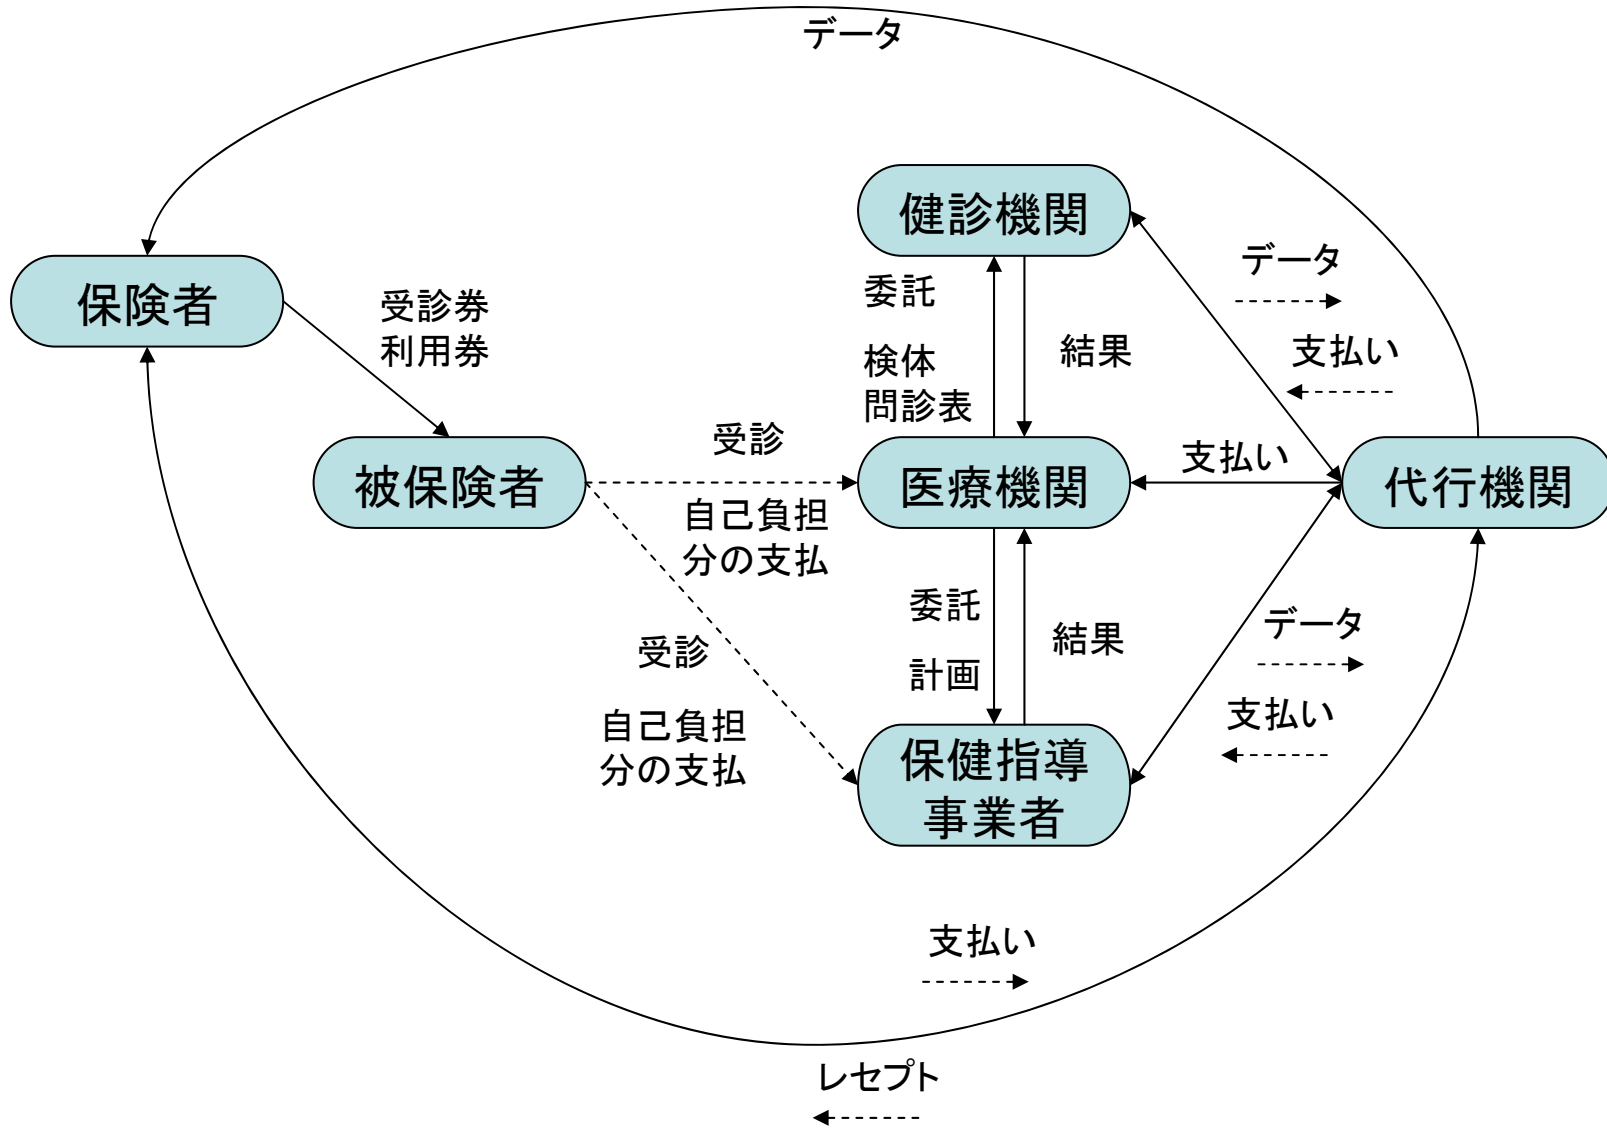 データ
健診機関
データ
保険者
受診券
利用券
委託
検体
問診表
結果
支払い
被保険者
受診
医療機関
支払い
代行機関
自己負担
分の支払
委託
計画
結果
データ
受診
支払い
自己負担
分の支払
保健指導
事業者
支払い
レセプト